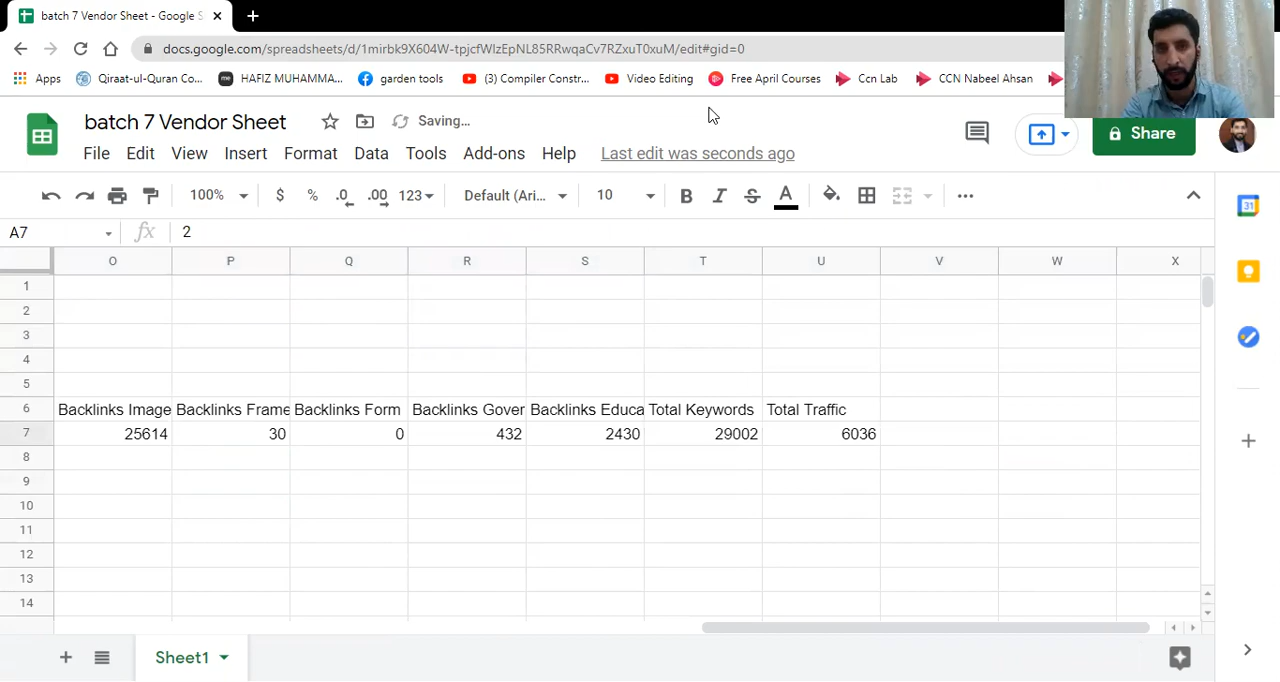 batch 7 Vendor Sheet - Google S
docs.google.com/spreadsheets/d/1mirbk9X604W-tpjcfWIzEpNL85RRwqaCv7RZxuT0xuM/edit#gid=0
Apps Qiraat-ul-Quran Co... HAFIZ MUHAMMA... garden tools (3) Compiler Constr... Video Editing Free April Courses Ccn Lab CCN Nabeel Ahsan
batch 7 Vendor Sheet Saving...
Share
File Edit View Insert Format Data Tools Add-ons Help Last edit was seconds ago
100% $ % .0 .00 123 Default (Ari... 10 B I S A
31
A7 fx 2
O P Q R S T U V W X
1
2
3
4
5
6 Backlinks Image Backlinks Frame Backlinks Form Backlinks Gover Backlinks Educa Total Keywords Total Traffic
7 25614 30 0 432 2430 29002 6036
8
9
10
11
12
13
14
Sheet1